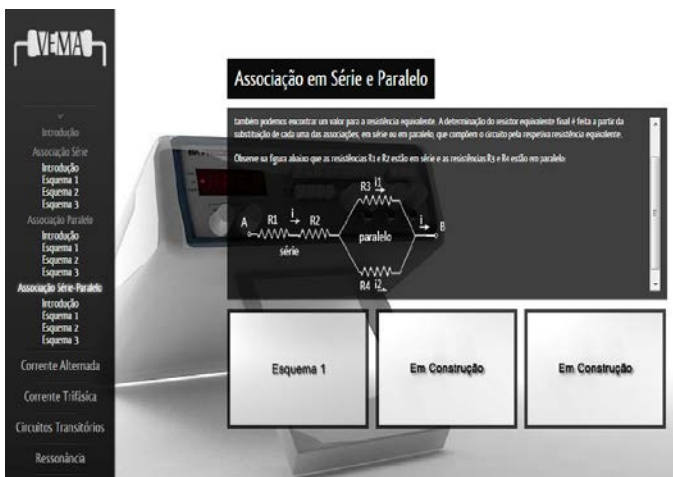 VEMA
Introdução
Associação Série
Introdução
Esquema 1
Esquema 2
Esquema 3
Associação Paralelo
Introdução
Esquema 1
Esquema 2
Esquema 3
Associação Série-Paralelo
Introdução
Esquema 1
Esquema 2
Esquema 3
Corrente Alternada
Corrente Trifásica
Circuitos Transitórios
Ressonância
Associação em Série e Paralelo
também podemos encontrar um valor para a resistência equivalente. A determinação do resistor equivalente final é feita a partir da
substituição de cada uma das associações, em série ou em paralelo, que compõem o circuito pela respetiva resistência equivalente.
Observe na figura abaixo que as resistências R1 e R2 estão em série e as resistências R3 e R4 estão em paralelo:
R3 i1
A R1 i R2 paralelo i B
série
R4 i2
Esquema 1 Em Construção Em Construção